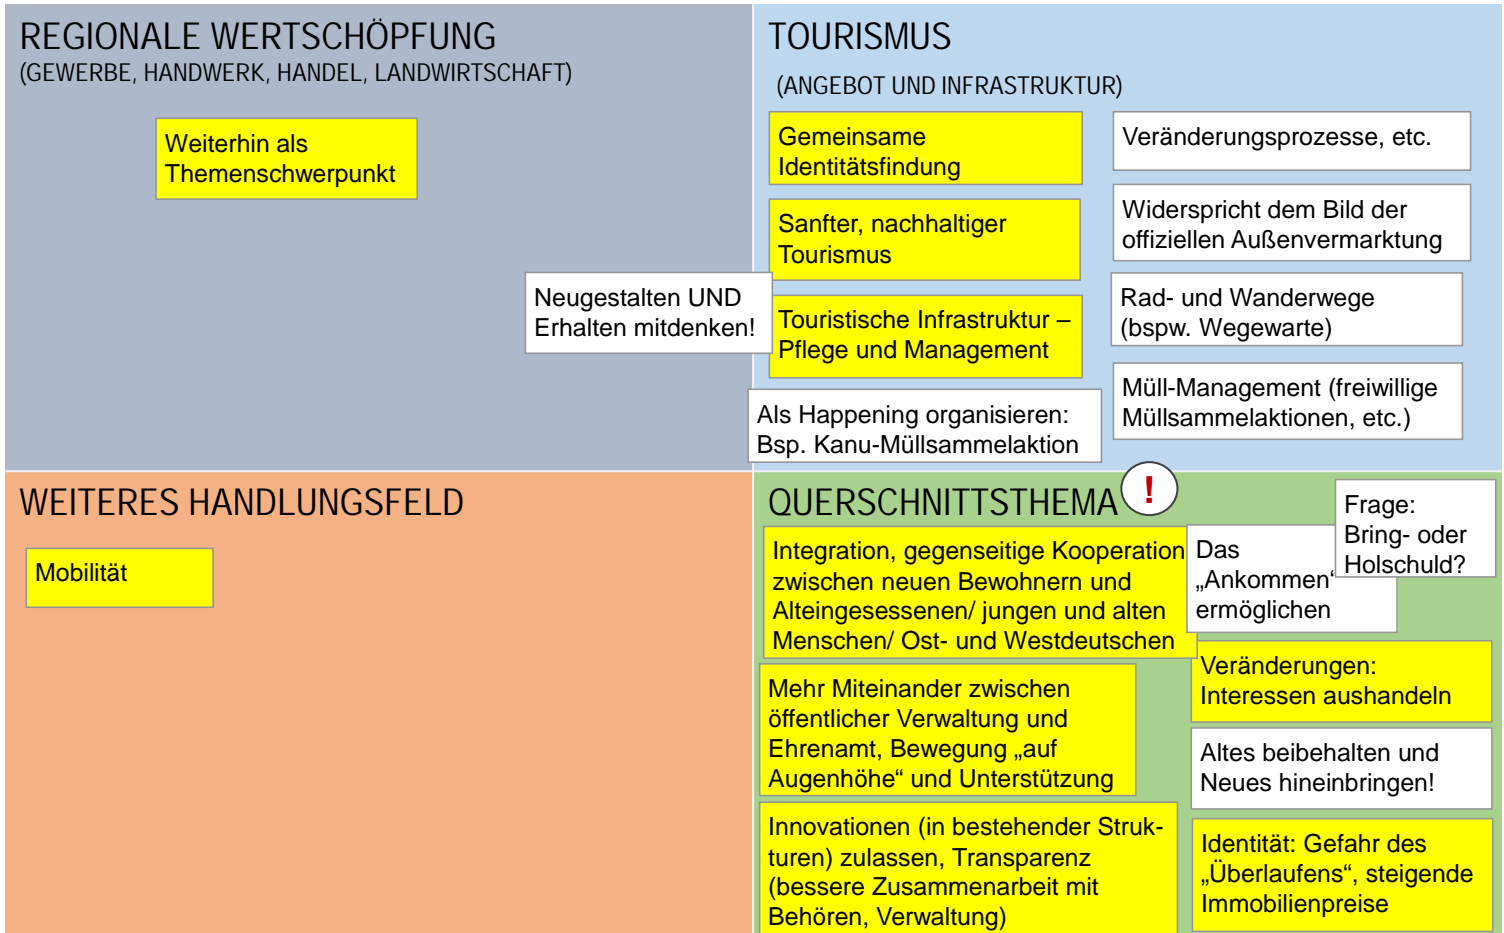 REGIONALE WERTSCHÖPFUNG
(GEWERBE, HANDWERK, HANDEL, LANDWIRTSCHAFT)
Weiterhin als
Themenschwerpunkt
Neugestalten UND
Erhalten mitdenken!
TOURISMUS
(ANGEBOT UND INFRASTRUKTUR)
Gemeinsame
Identitätsfindung
Veränderungsprozesse, etc.
Sanfter, nachhaltiger
Tourismus
Widerspricht dem Bild der
offiziellen Außenvermarktung
Touristische Infrastruktur –
Pflege und Management
Rad- und Wanderwege
(bspw. Wegewarte)
Als Happening organisieren:
Bsp. Kanu-Müllsammelaktion
Müll-Management (freiwillige
Müllsammelaktionen, etc.)
WEITERES HANDLUNGSFELD
Mobilität
QUERSCHNITTSTHEMA
!
Integration, gegenseitige Kooperation
zwischen neuen Bewohnern und
Alteingesessenen/ jungen und alten
Menschen/ Ost- und Westdeutschen
Das
„Ankommen“
ermöglichen
Frage:
Bring- oder
Holschuld?
Mehr Miteinander zwischen
öffentlicher Verwaltung und
Ehrenamt, Bewegung „auf
Augenhöhe“ und Unterstützung
Veränderungen:
Interessen aushandeln
Altes beibehalten und
Neues hineinbringen!
Innovationen (in bestehender Struk-
turen) zulassen, Transparenz
(bessere Zusammenarbeit mit
Behören, Verwaltung)
Identität: Gefahr des
„Überlaufens“, steigende
Immobilienpreise